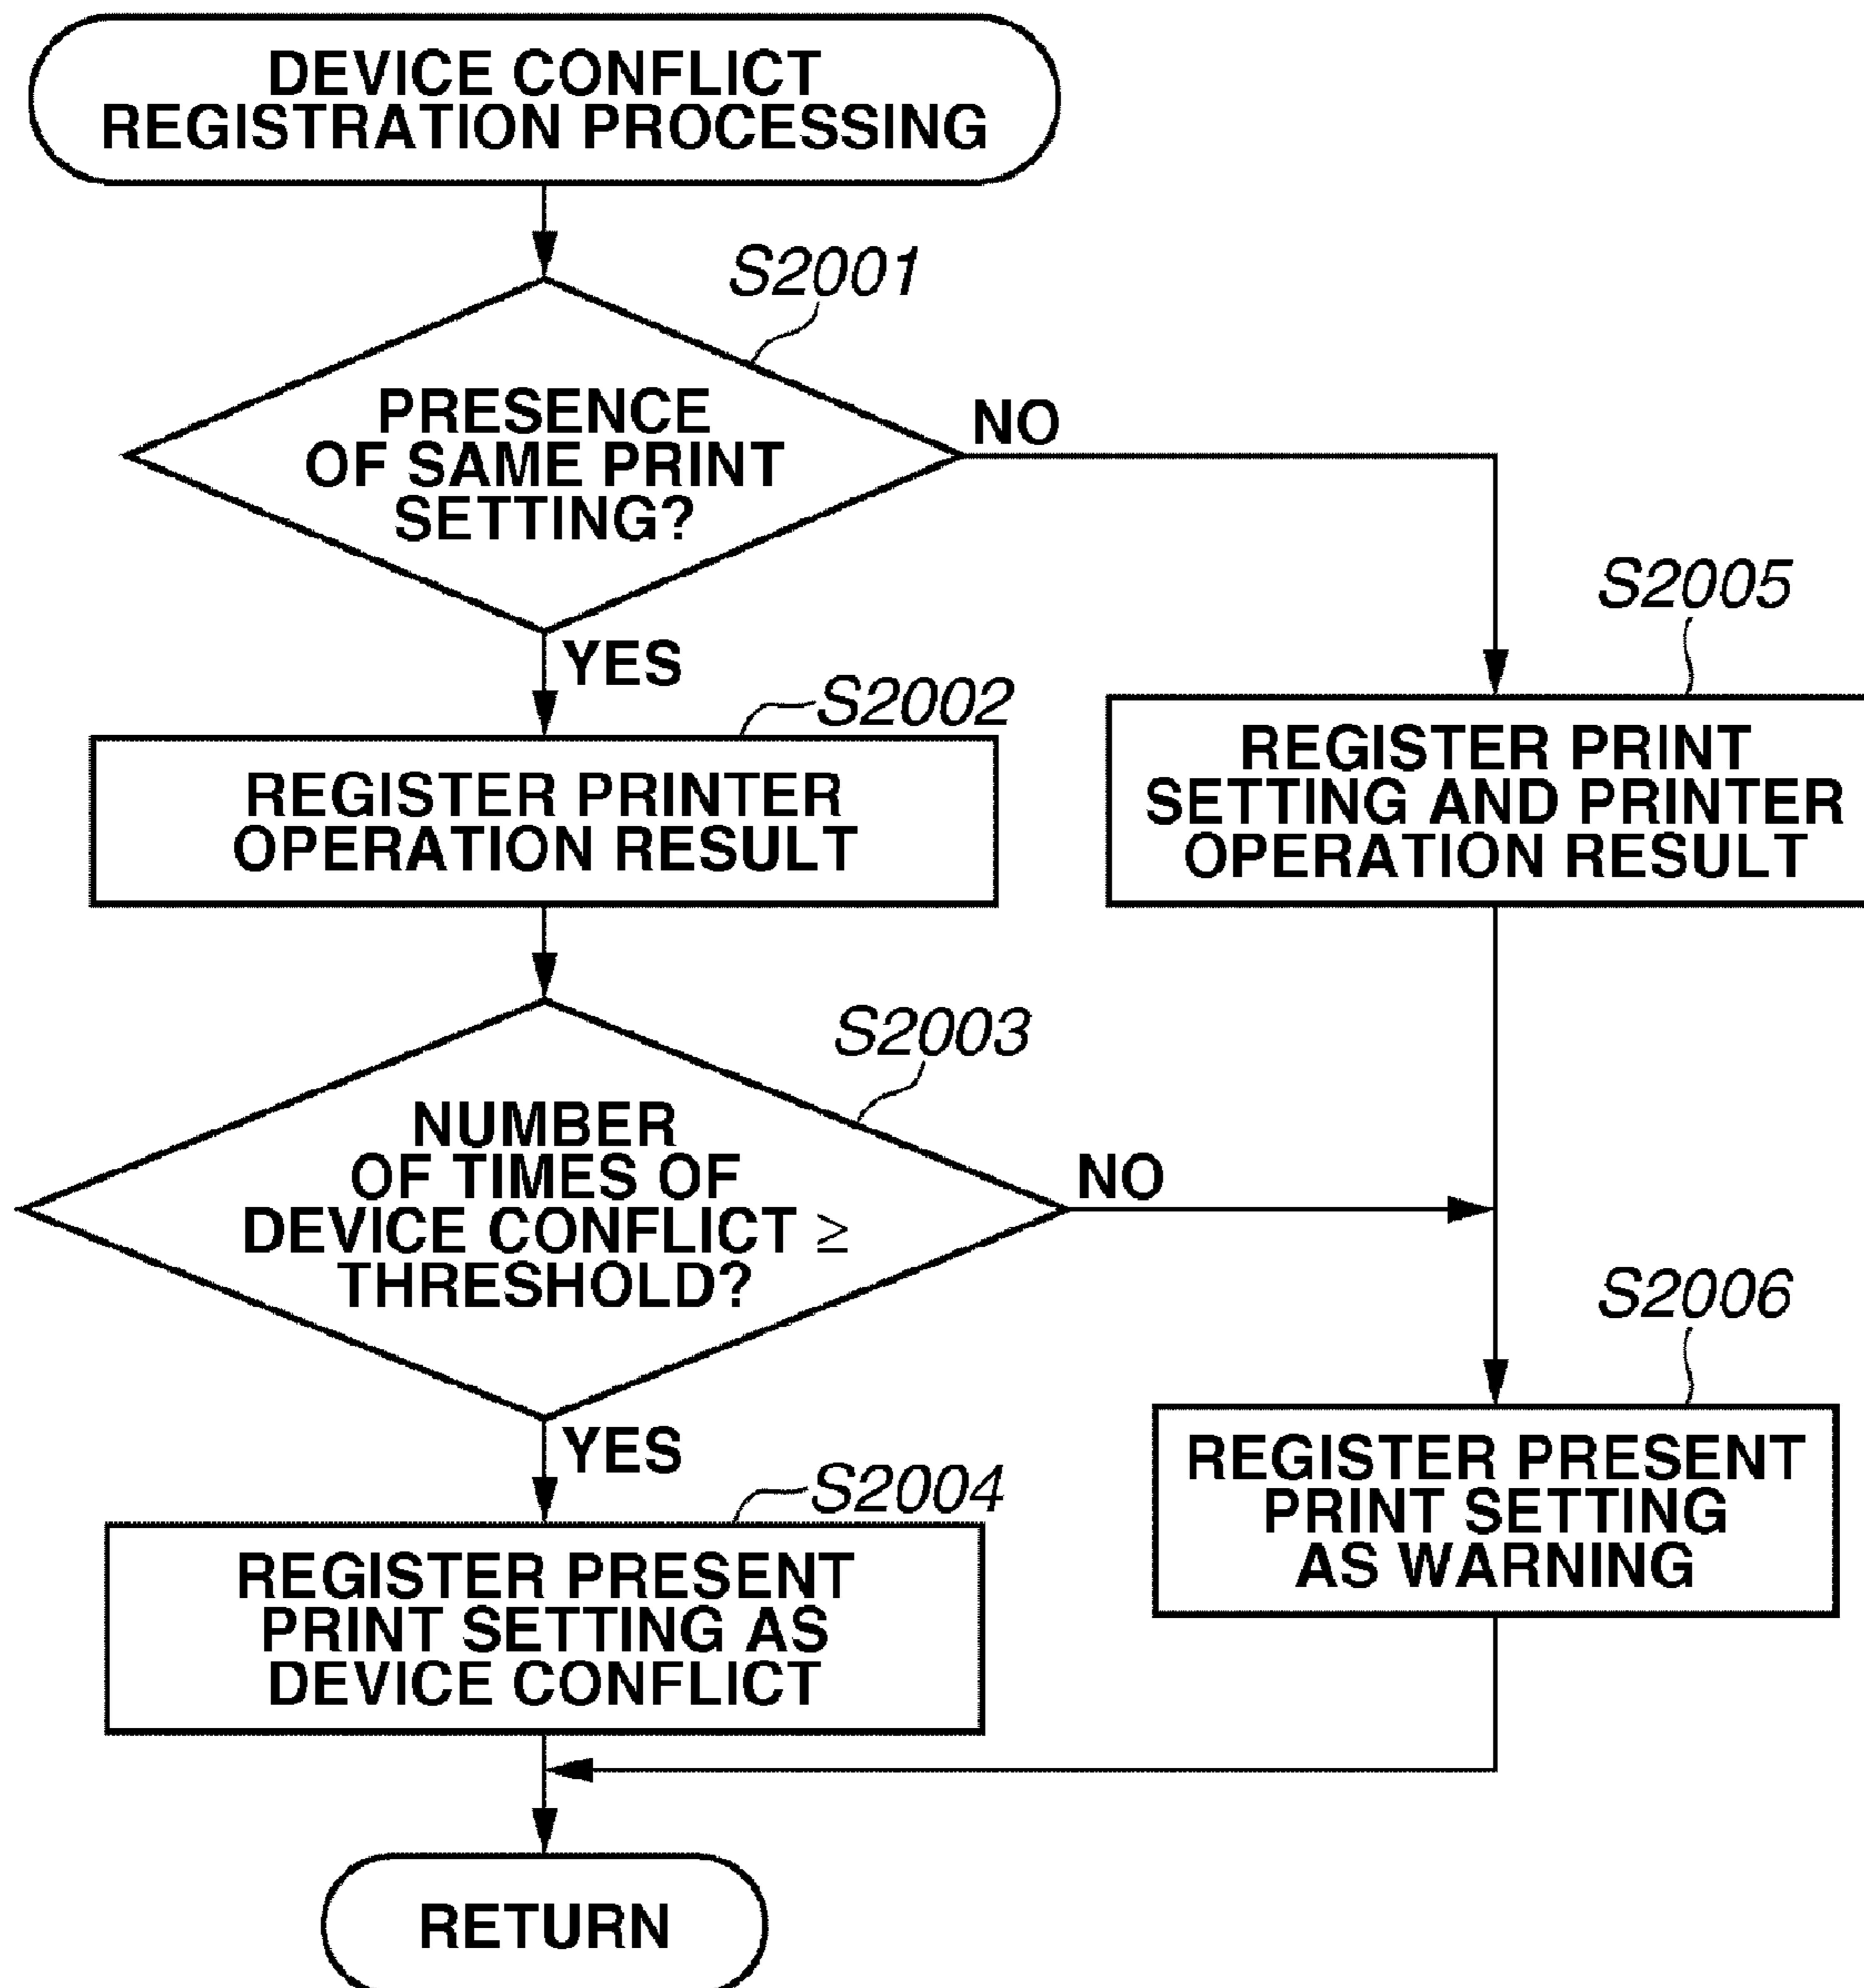 DEVICE CONFLICT
REGISTRATION PROCESSING
S2001
PRESENCE
OF SAME PRINT
SETTING?
NO
YES
S2002
REGISTER PRINTER
OPERATION RESULT
S2005
REGISTER PRINT
SETTING AND PRINTER
OPERATION RESULT
S2003
NUMBER
OF TIMES OF
DEVICE CONFLICT ≥
THRESHOLD?
NO
YES
S2004
REGISTER PRESENT
PRINT SETTING AS
DEVICE CONFLICT
S2006
REGISTER PRESENT
PRINT SETTING
AS WARNING
RETURN